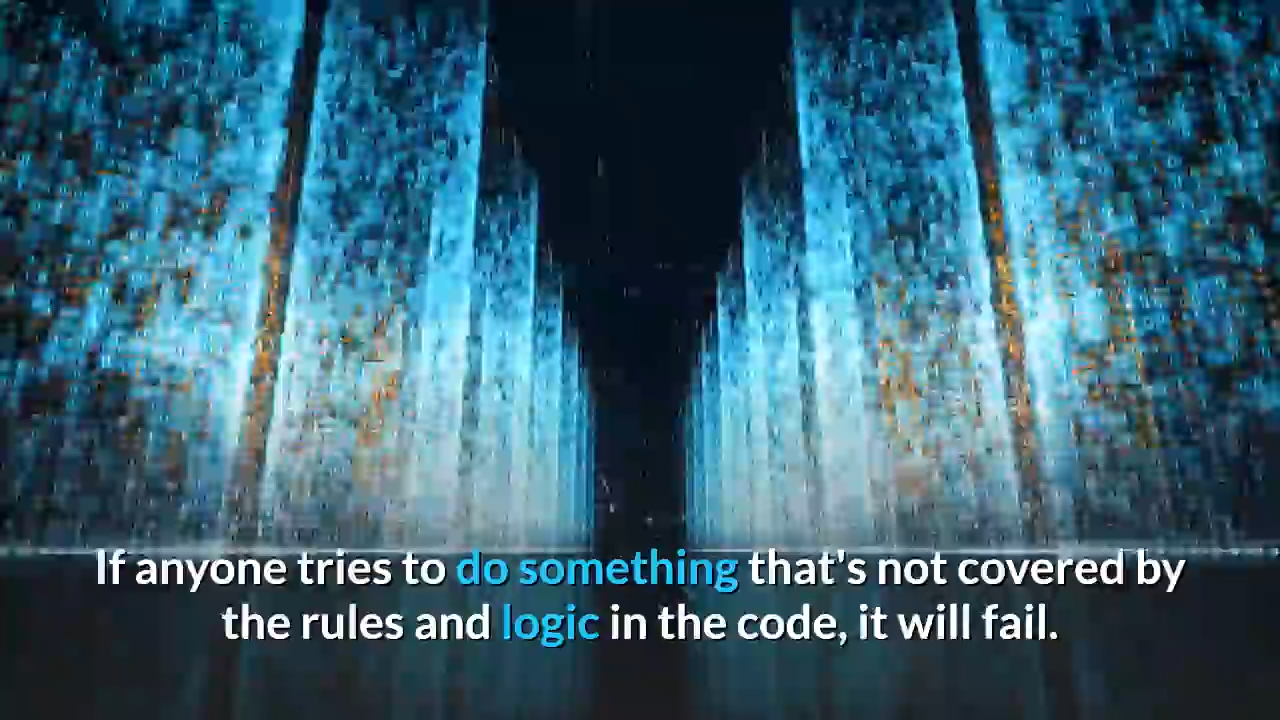 If anyone tries to do something that's not covered by
the rules and logic in the code, it will fail.